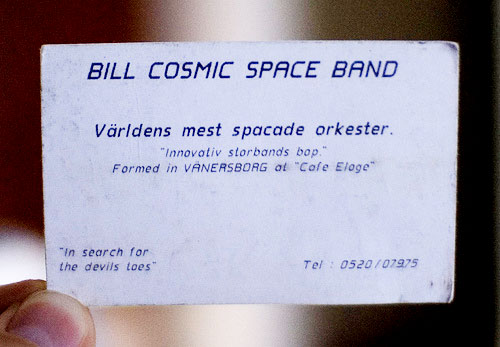 BILL COSMIC SPACE BAND
Världens mest spacade orkester.
"Innovativ storbands bop."
Formed in VÄNERSBORG at "Cafe Eloge"
"In search for
the devils toes"
Tel : 0520/07975